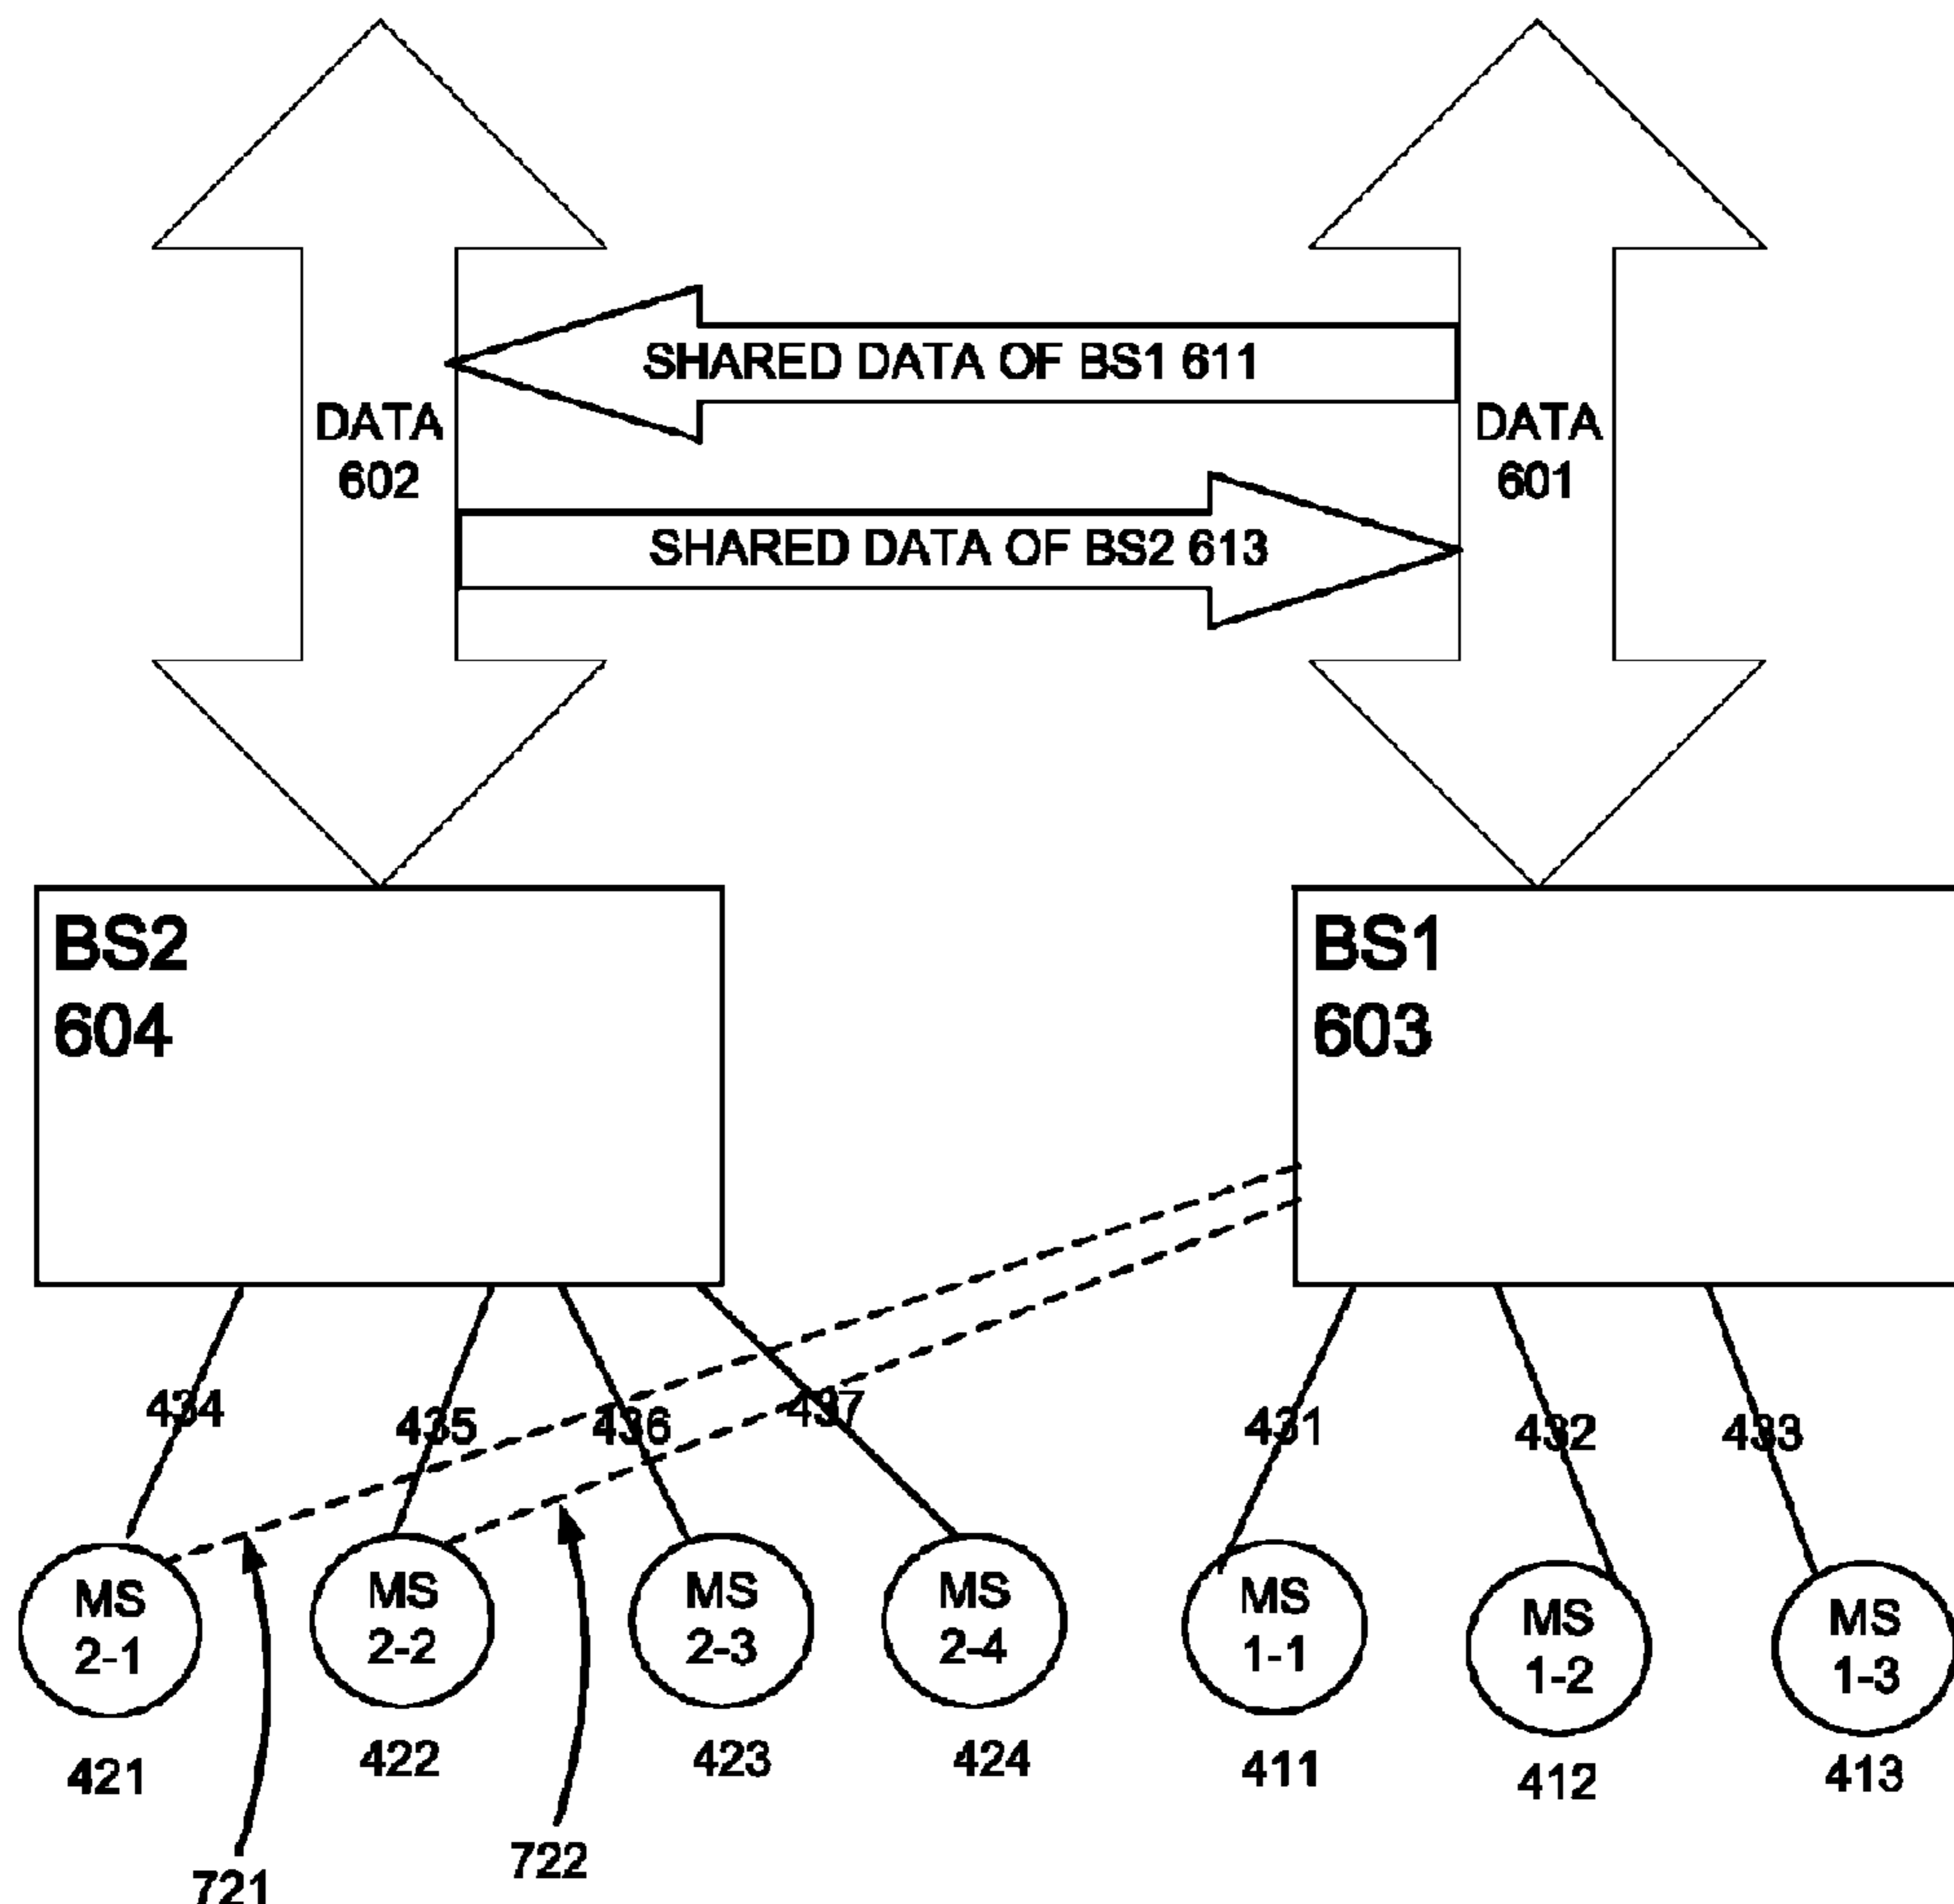 SHARED DATA OF BS1 611
DATA
602
DATA
601
SHARED DATA OF BS2 613
BS2
604
BS1
603
434
435
436
437
431
432
433
MS
2-1
MS
2-2
MS
2-3
MS
2-4
MS
1-1
MS
1-2
MS
1-3
421
422
423
424
411
412
413
721
722